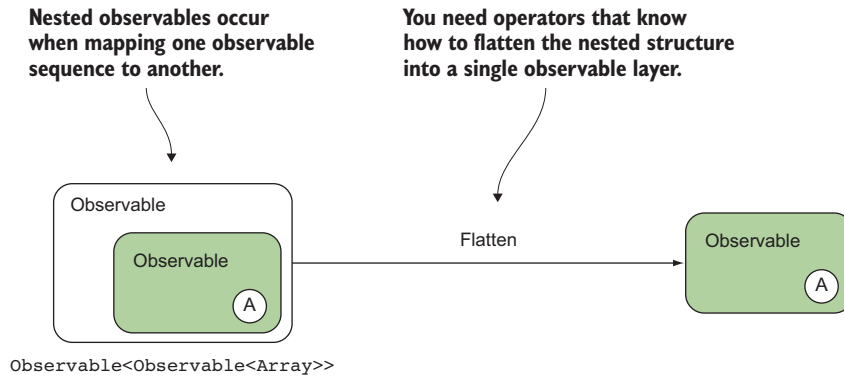 Nested observables occur
when mapping one observable
sequence to another.
You need operators that know
how to flatten the nested structure
into a single observable layer.
Observable
Observable
A
Flatten
Observable
A
Observable<Observable<Array>>